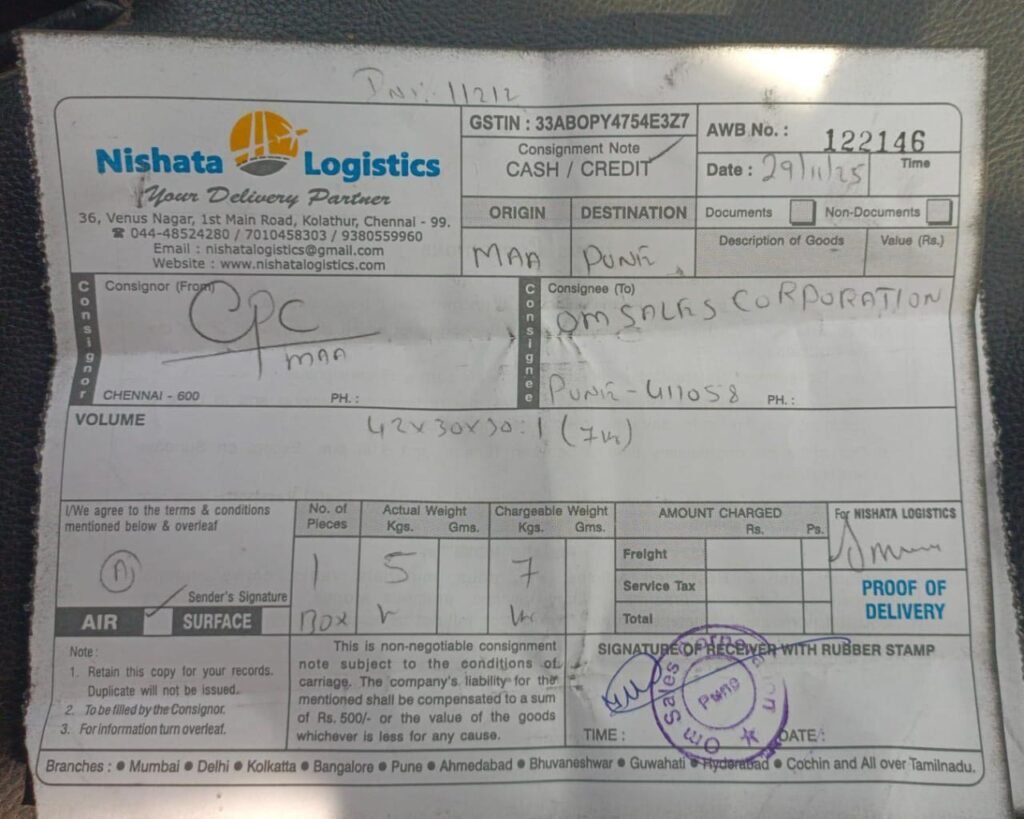 11212
Nishata Logistics
Your Delivery Partner
36, Venus Nagar, 1st Main Road, Kolathur, Chennai - 99.
☎ 044-48524280 / 7010458303 / 9380559960
Email : nishatalogistics@gmail.com
Website : www.nishatalogistics.com
GSTIN : 33ABOPY4754E3Z7
Consignment Note
CASH / CREDIT
AWB No. : 122146
Date : 29/11/25 Time
ORIGIN DESTINATION
MAA PUNE
Documents Non-Documents
Description of Goods Value (Rs.)
Consignor
Consignor (From)
CPC
MAA
CHENNAI - 600 PH. :
Consignee
Consignee (To)
OM SALES CORPORATION
PUNE - 411058 PH. :
VOLUME
42x30x30:1 (7k)
I/We agree to the terms & conditions
mentioned below & overleaf
A
Sender's Signature
AIR SURFACE
No. of Pieces
1
BOX
Actual Weight
Kgs. Gms.
5
Chargeable Weight
Kgs. Gms.
7
AMOUNT CHARGED
Rs. Ps.
Freight
Service Tax
Total
For NISHATA LOGISTICS
PROOF OF
DELIVERY
Note :
1. Retain this copy for your records.
Duplicate will not be issued.
2. To be filled by the Consignor.
3. For information turn overleaf.
This is non-negotiable consignment
note subject to the conditions of
carriage. The company's liability for the
mentioned shall be compensated to a sum
of Rs. 500/- or the value of the goods
whichever is less for any cause.
SIGNATURE OF RECEIVER WITH RUBBER STAMP
Om Sales Corporation
Pune
TIME : DATE :
Branches : ● Mumbai ● Delhi ● Kolkatta ● Bangalore ● Pune ● Ahmedabad ● Bhuvaneshwar ● Guwahati ● Hyderabad ● Cochin and All over Tamilnadu.